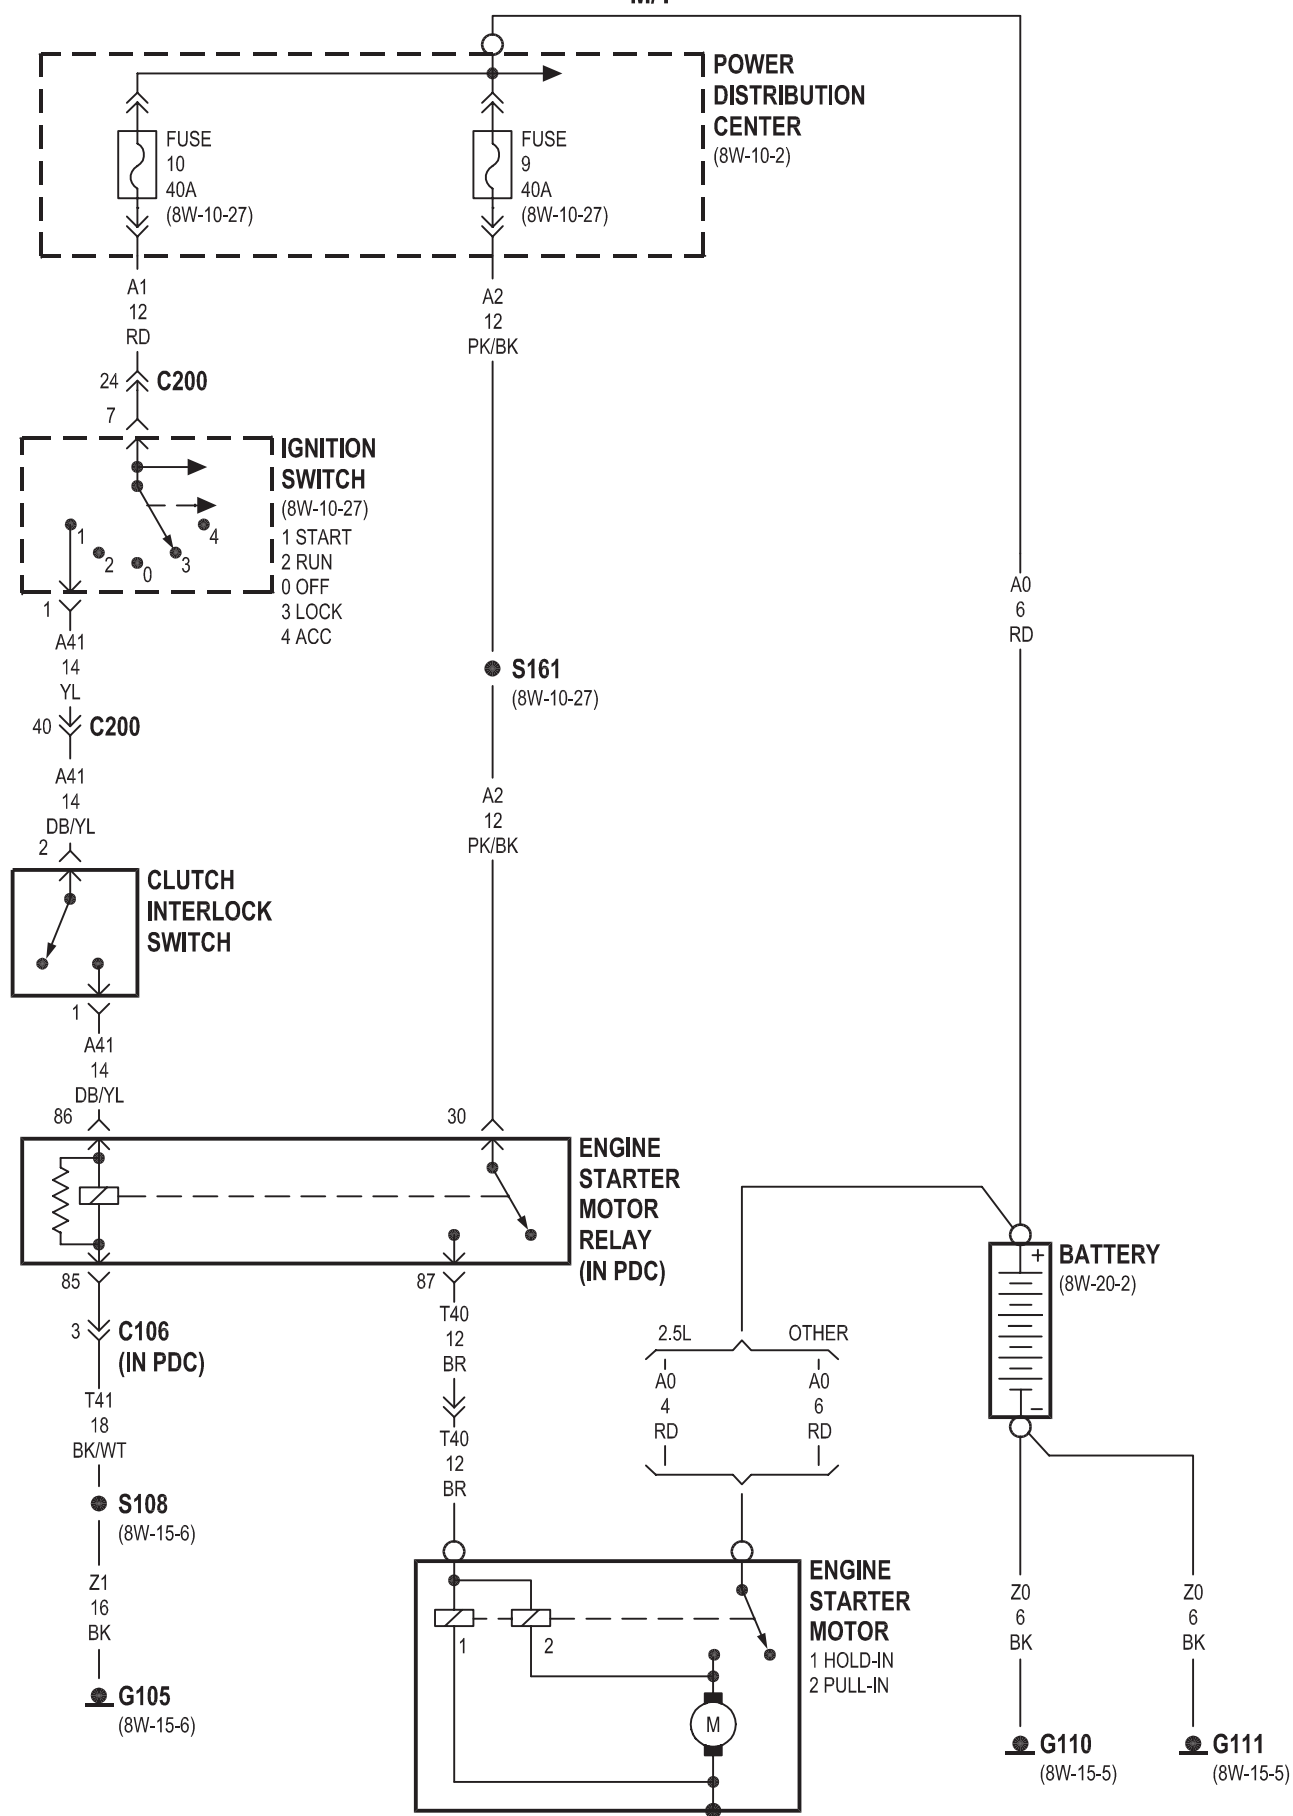 M/T
POWER
DISTRIBUTION
CENTER
(8W-10-2)
FUSE
10
40A
(8W-10-27)
FUSE
9
40A
(8W-10-27)
A1
12
RD
A2
12
PK/BK
24
C200
7
IGNITION
SWITCH
(8W-10-27)
1 START
2 RUN
0 OFF
3 LOCK
4 ACC
1
2
0
3
4
1
A41
14
YL
40
C200
A41
14
DB/YL
2
S161
(8W-10-27)
A2
12
PK/BK
A0
6
RD
CLUTCH
INTERLOCK
SWITCH
1
A41
14
DB/YL
86
30
ENGINE
STARTER
MOTOR
RELAY
(IN PDC)
85
87
3
C106
(IN PDC)
T41
18
BK/WT
S108
(8W-15-6)
Z1
16
BK
G105
(8W-15-6)
T40
12
BR
T40
12
BR
2.5L
OTHER
A0
4
RD
A0
6
RD
+
BATTERY
(8W-20-2)
–
ENGINE
STARTER
MOTOR
1 HOLD-IN
2 PULL-IN
1
2
M
Z0
6
BK
Z0
6
BK
G110
(8W-15-5)
G111
(8W-15-5)